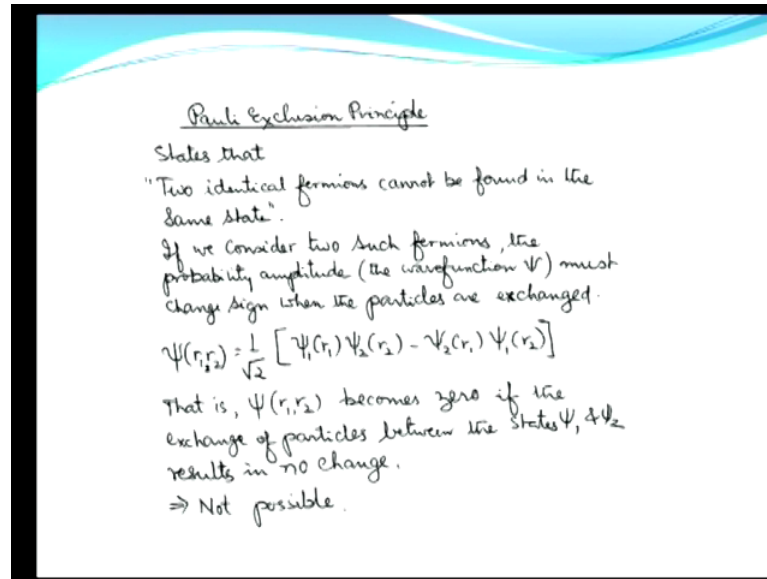 Pauli Exclusion Principle
States that
"Two identical fermions cannot be found in the
Same state".
If we consider two such fermions, the
probability amplitude (the wavefunction Ψ) must
change sign when the particles are exchanged.
Ψ(r₁,r₂) = 1/√2 [Ψ₁(r₁) Ψ₂(r₂) - Ψ₂(r₁) Ψ₁(r₂)]
That is, Ψ(r₁,r₂) becomes zero if the
exchange of particles between the states Ψ₁ & Ψ₂
results in no change.
⇒ Not possible.